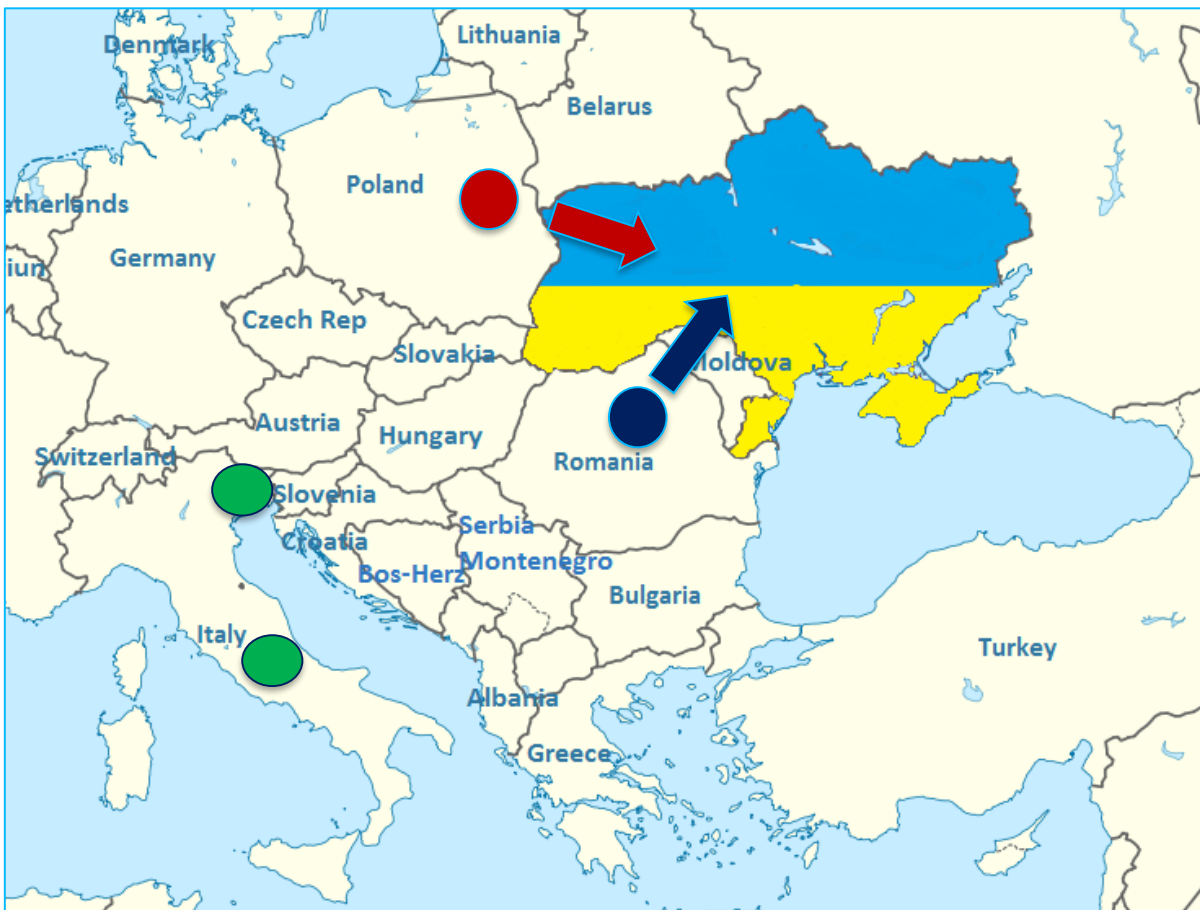 Denmark
Lithuania
Belarus
Poland
etherlands
Germany
iun
Czech Rep
Slovakia
Moldova
Austria
Hungary
Switzerland
Romania
Slovenia
Serbia
Croatia
Montenegro
Bos-Herz
Bulgaria
Italy
Turkey
Albania
Greece